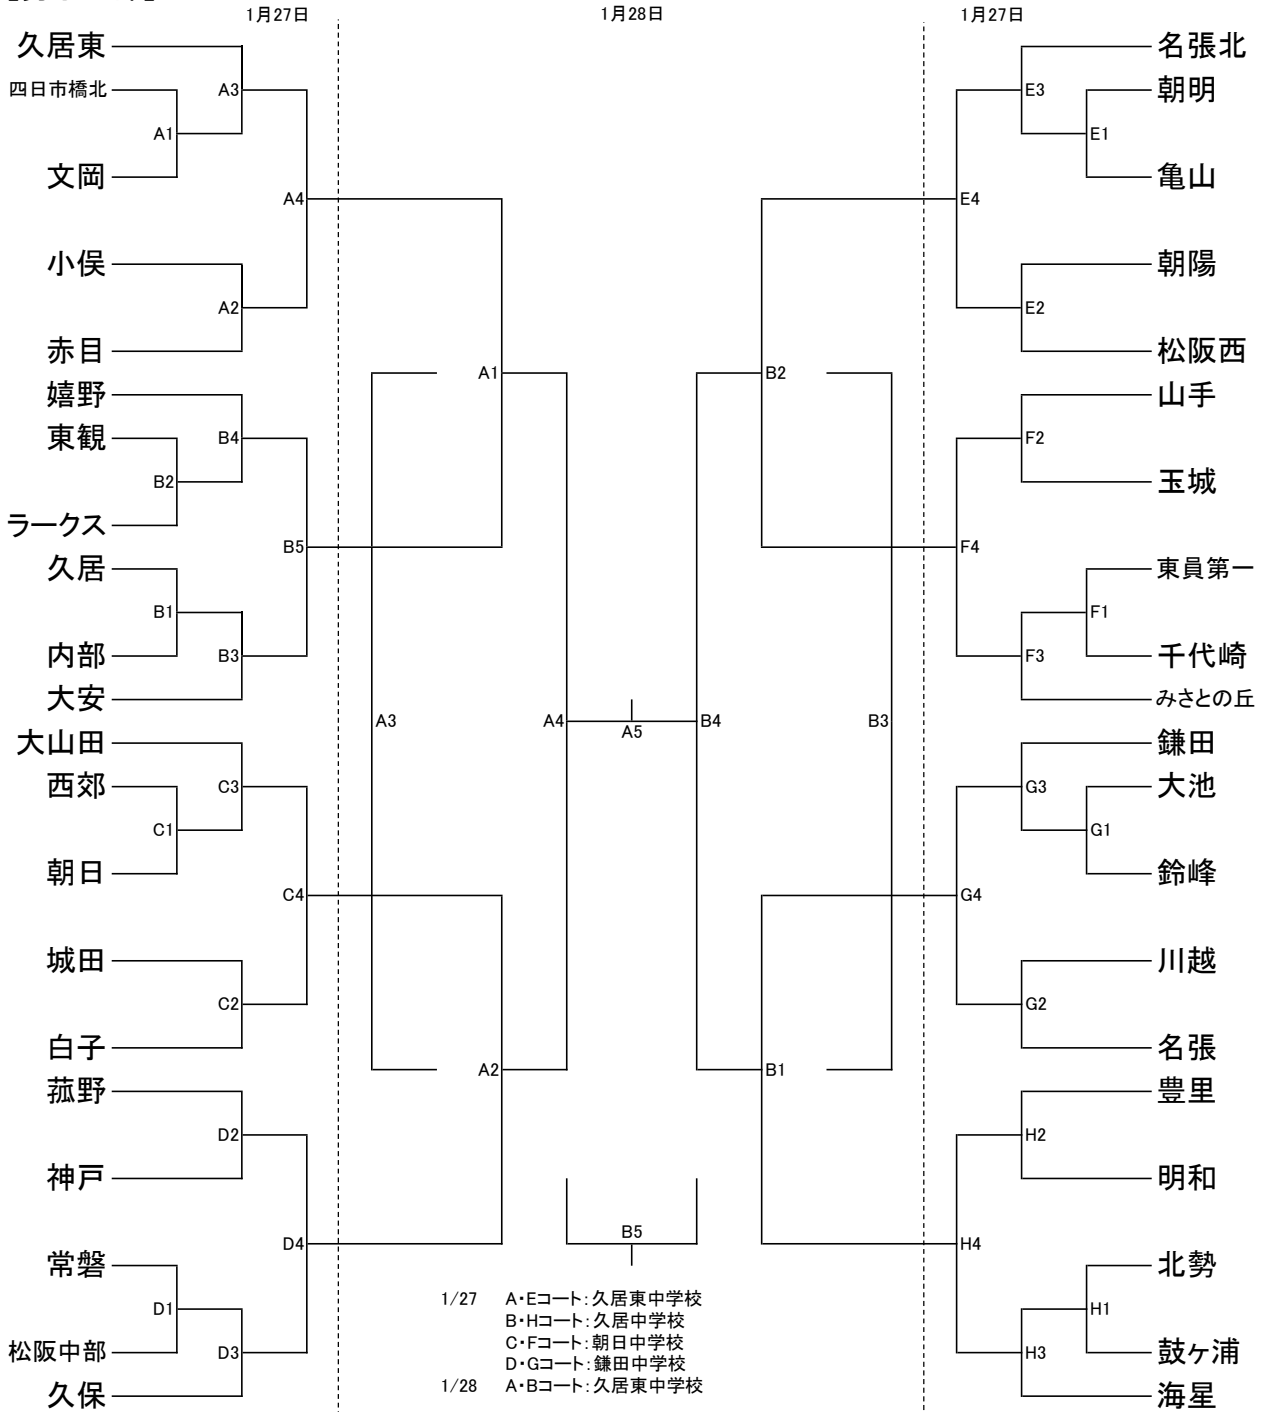 1月27日
1月28日
1月27日
久居東
名張北
四日市橋北
A3
E3
朝明
A1
E1
文岡
亀山
A4
E4
小俣
朝陽
A2
E2
赤目
松阪西
A1
B2
嬉野
山手
東観
B4
F2
B2
玉城
ラークス
B5
F4
久居
東員第一
B1
F1
内部
B3
F3
千代崎
大安
みさとの丘
A3
A4
A5
B4
B3
大山田
鎌田
西郊
C3
G3
大池
C1
G1
朝日
鈴峰
C4
G4
城田
川越
C2
G2
白子
名張
A2
B1
菰野
豊里
D2
H2
神戸
明和
D4
B5
H4
常磐
北勢
D1
H1
松阪中部
D3
H3
鼓ヶ浦
久保
海星
1/27 A・Eコート:久居東中学校
B・Hコート:久居中学校
C・Fコート:朝日中学校
D・Gコート:鎌田中学校
1/28 A・Bコート:久居東中学校